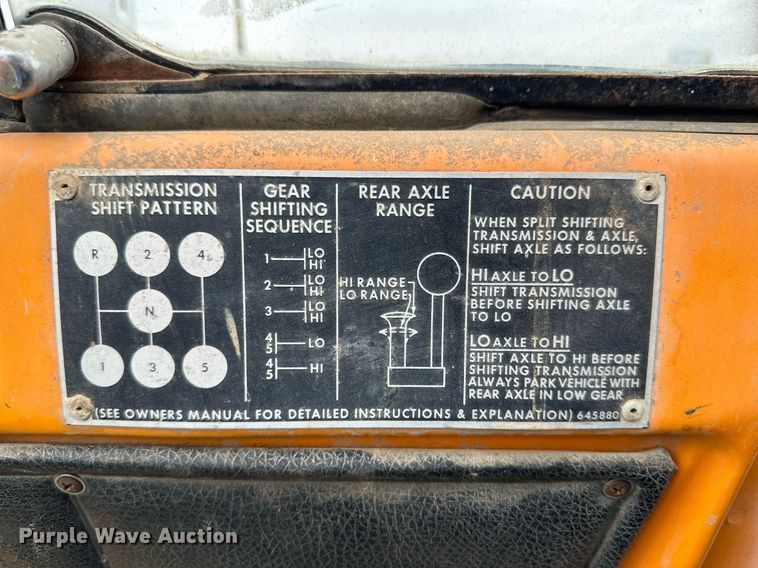 TRANSMISSION
SHIFT PATTERN
R 2 4
N
1 3 5
GEAR
SHIFTING
SEQUENCE
1 LO
HI
2 LO
HI
3 LO
HI
4
5 LO
4
5 HI
REAR AXLE
RANGE
HI RANGE
LO RANGE
CAUTION
WHEN SPLIT SHIFTING
TRANSMISSION & AXLE,
SHIFT AXLE AS FOLLOWS:
HI AXLE TO LO
SHIFT TRANSMISSION
BEFORE SHIFTING AXLE
TO LO
LO AXLE TO HI
SHIFT AXLE TO HI BEFORE
SHIFTING TRANSMISSION
ALWAYS PARK VEHICLE WITH
REAR AXLE IN LOW GEAR
(SEE OWNERS MANUAL FOR DETAILED INSTRUCTIONS & EXPLANATION) 645880
Purple Wave Auction